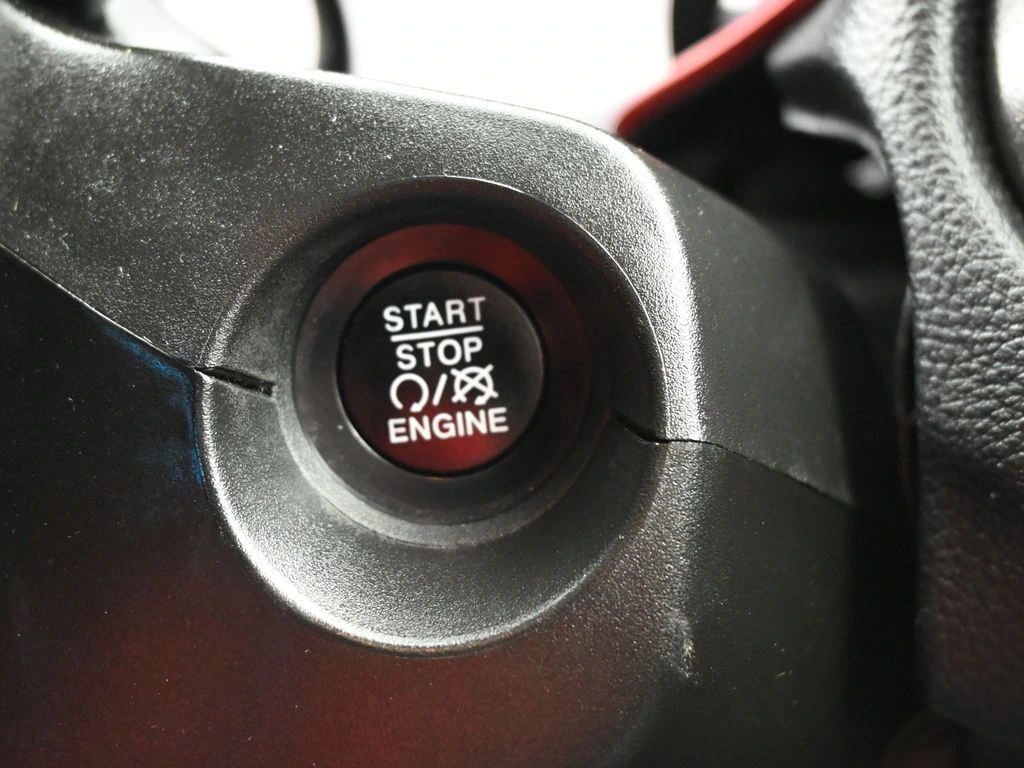 START
STOP
/
ENGINE